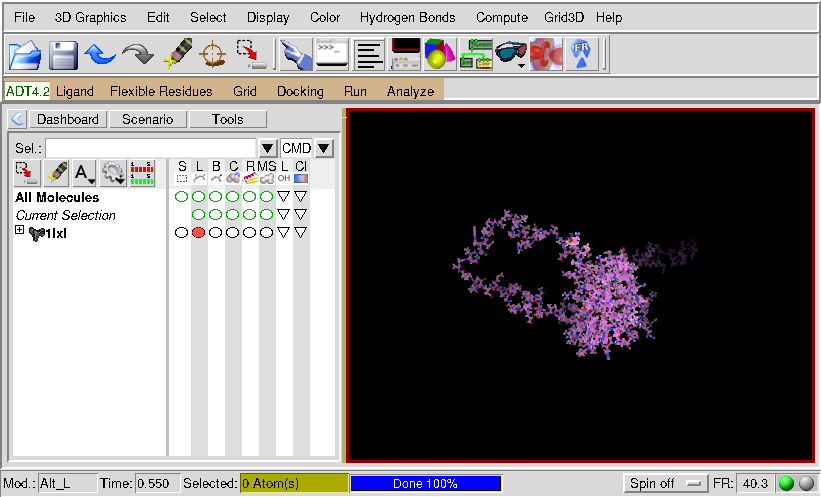 File 3D Graphics Edit Select Display Color Hydrogen Bonds Compute Grid3D Help
>>>_ FR
ADT4.2 Ligand Flexible Residues Grid Docking Run Analyze
Dashboard Scenario Tools
Sel.: CMD
A S L B C R MS L Cl
OH
All Molecules
Current Selection
1lxl
Mod.: Alt_L Time: 0.550 Selected: 0 Atom(s) Done 100% Spin off FR: 40.3